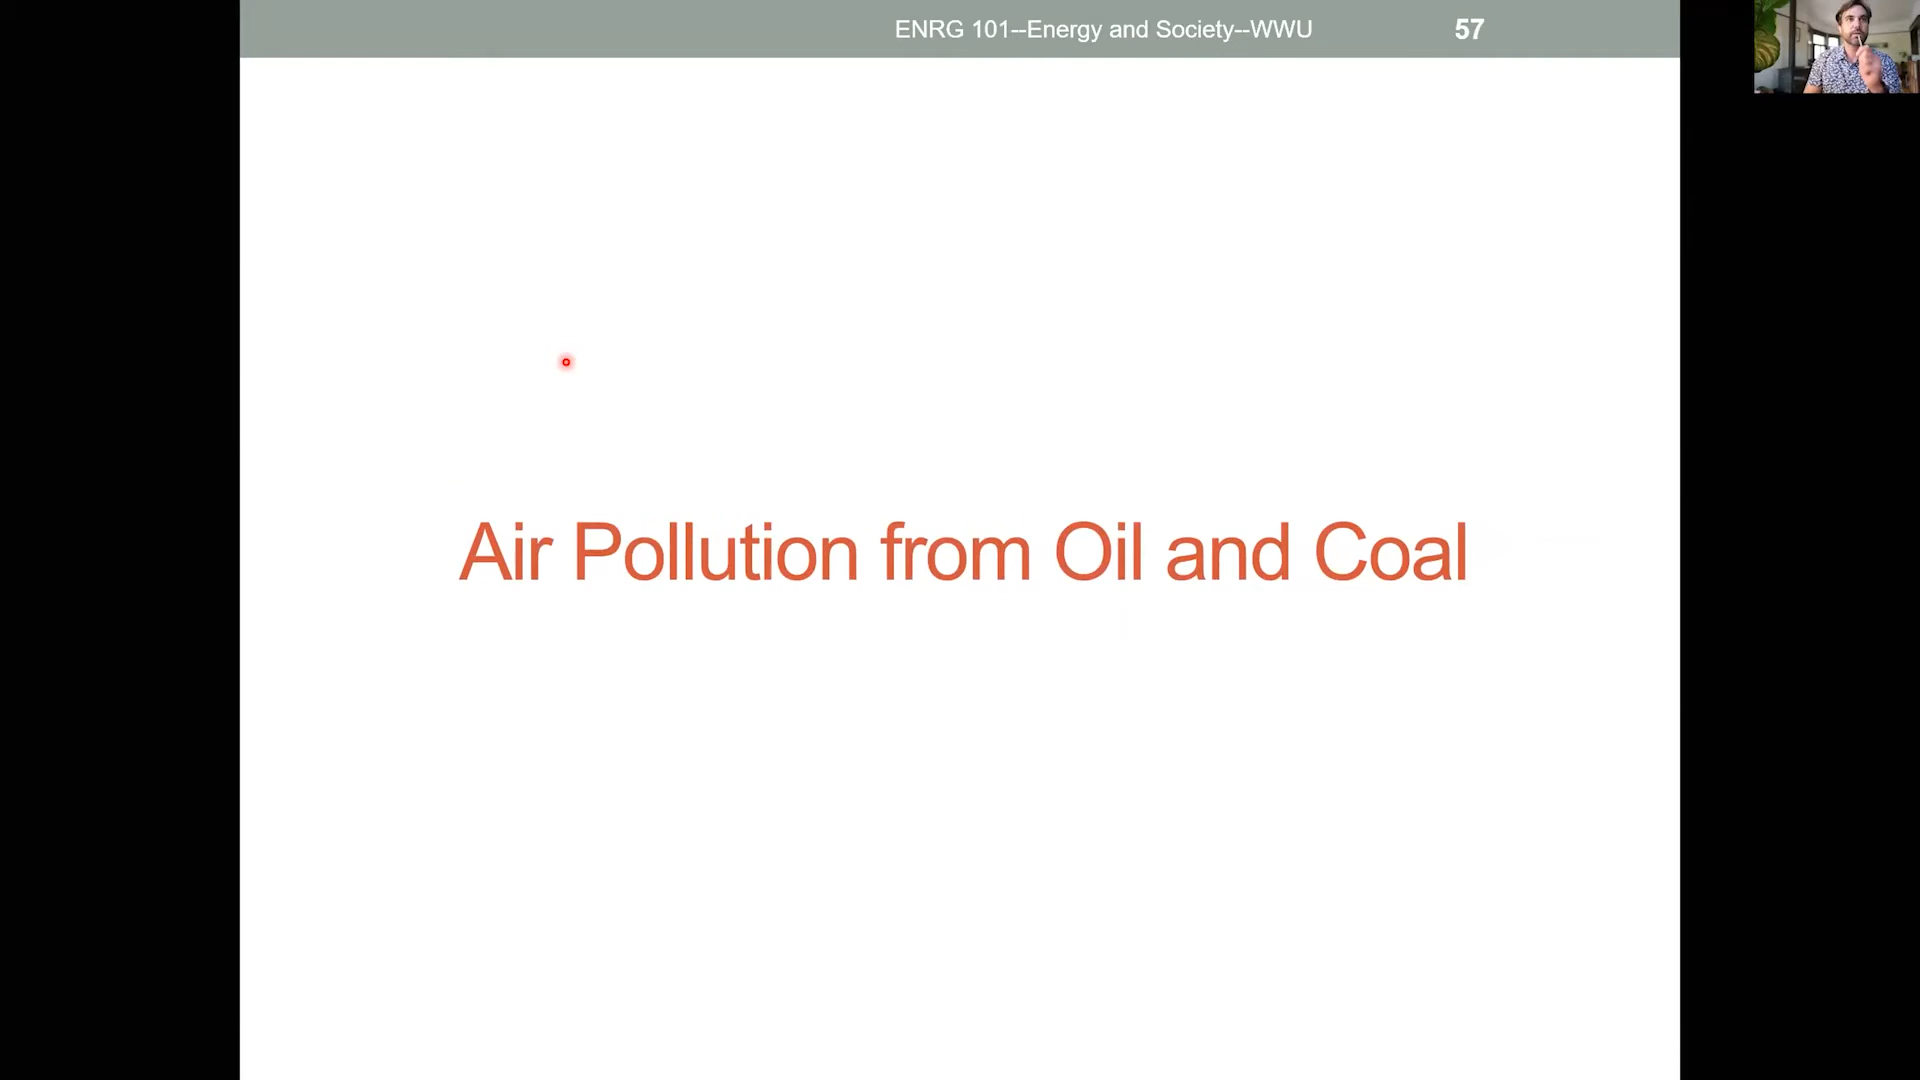 ENRG 101--Energy and Society--WWU 57
Air Pollution from Oil and Coal